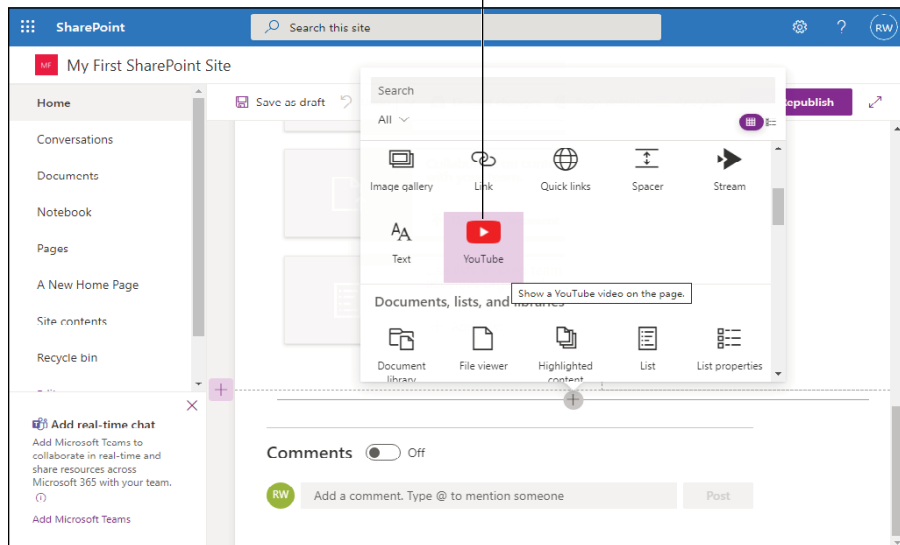 SharePoint
Search this site
RW
MF
My First SharePoint Site
Home
Conversations
Documents
Notebook
Pages
A New Home Page
Site contents
Recycle bin
Save as draft
Republish
Search
All
Image gallery
Link
Quick links
Spacer
Stream
Text
YouTube
Show a YouTube video on the page.
Documents, lists, and libraries
Document
library
File viewer
Highlighted
content
List
List properties
Add real-time chat
Add Microsoft Teams to
collaborate in real-time and
share resources across
Microsoft 365 with your team.
Add Microsoft Teams
Comments
Off
RW
Add a comment. Type @ to mention someone
Post